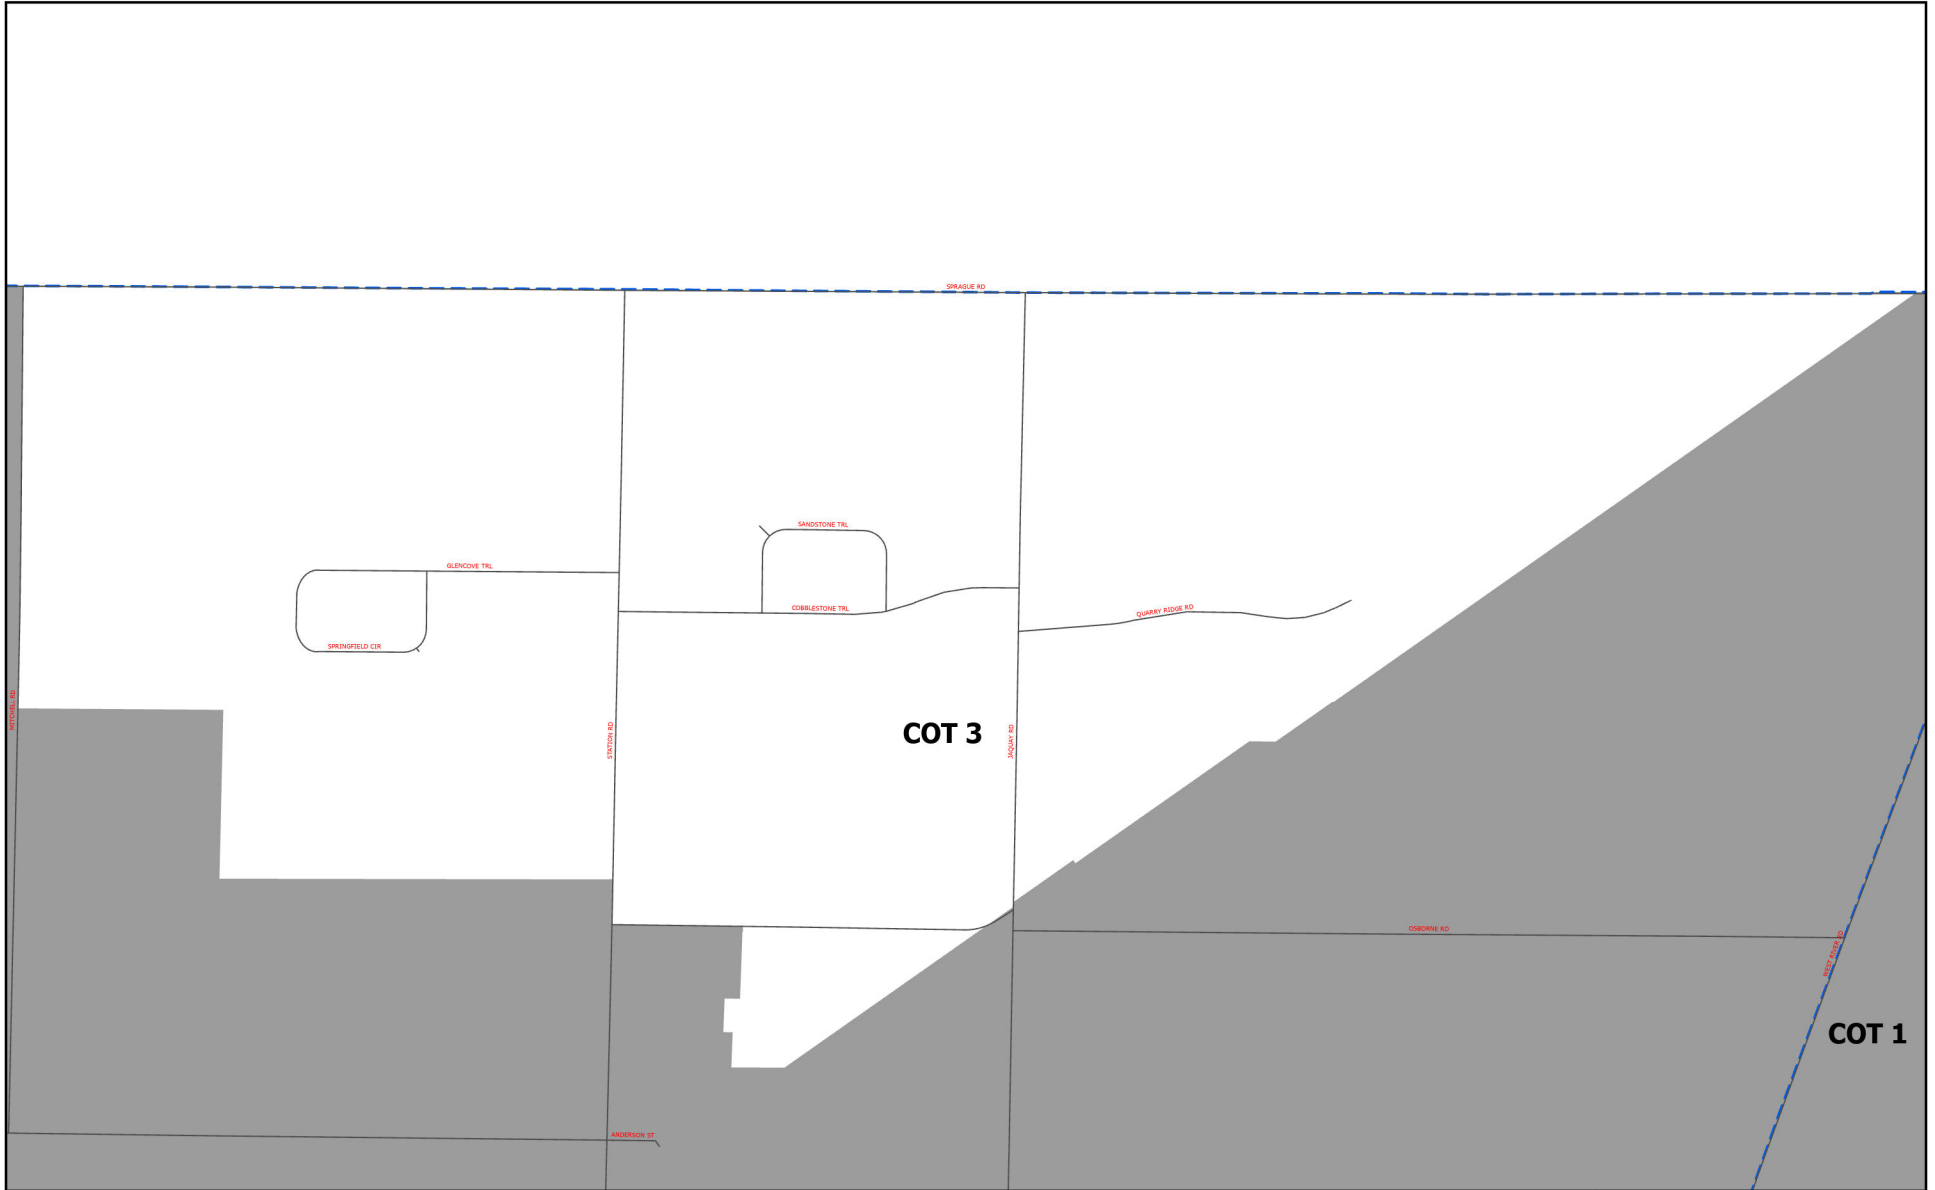 SPRAGUE RD
SANDSTONE TRL
GLENCOVE TRL
COBBLESTONE TRL
QUARRY RIDGE RD
SPRINGFIELD CIR
MITCHELL RD
STATION RD
COT 3
JAQUAY RD
OSBORNE RD
WEST RIVER RD
COT 1
ANDERSON ST